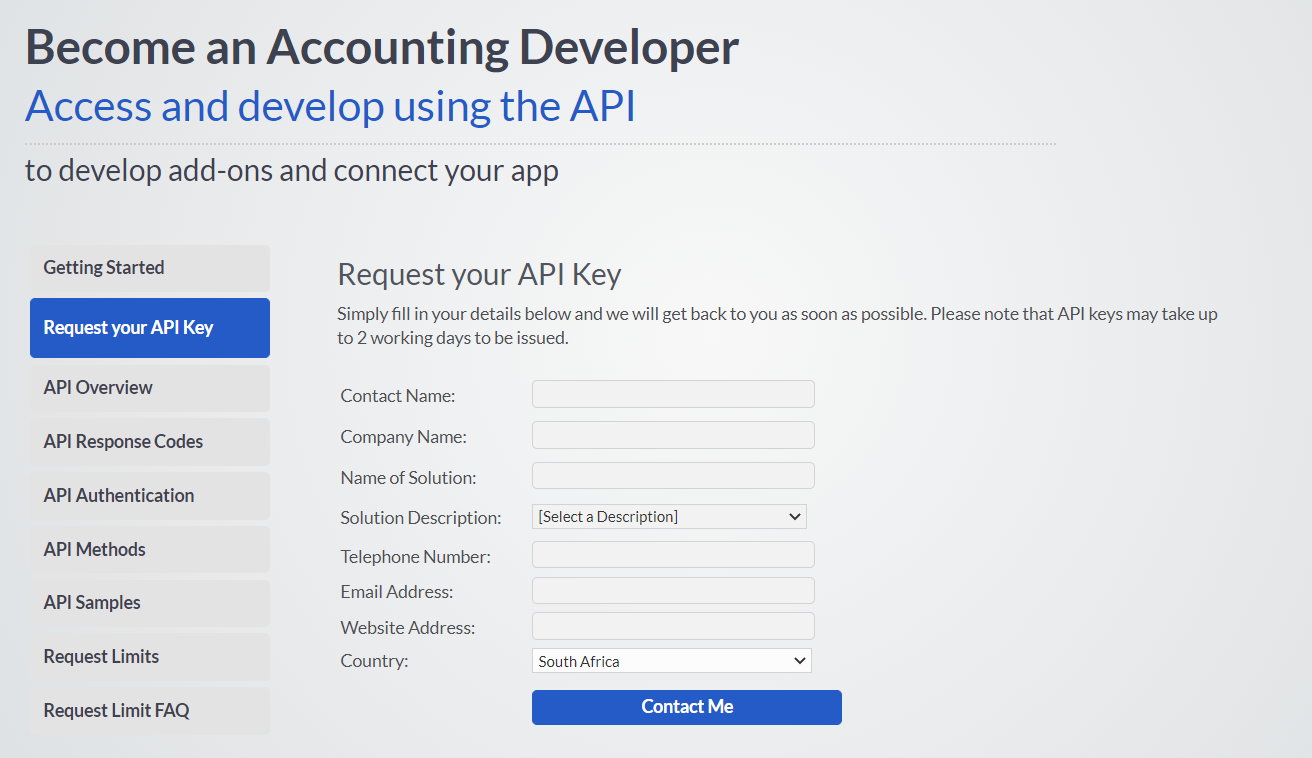 Become an Accounting Developer
Access and develop using the API
to develop add-ons and connect your app
Getting Started
Request your API Key
API Overview
API Response Codes
API Authentication
API Methods
API Samples
Request Limits
Request Limit FAQ
Request your API Key
Simply fill in your details below and we will get back to you as soon as possible. Please note that API keys may take up
to 2 working days to be issued.
Contact Name:
Company Name:
Name of Solution:
Solution Description: [Select a Description]
Telephone Number:
Email Address:
Website Address:
Country: South Africa
Contact Me